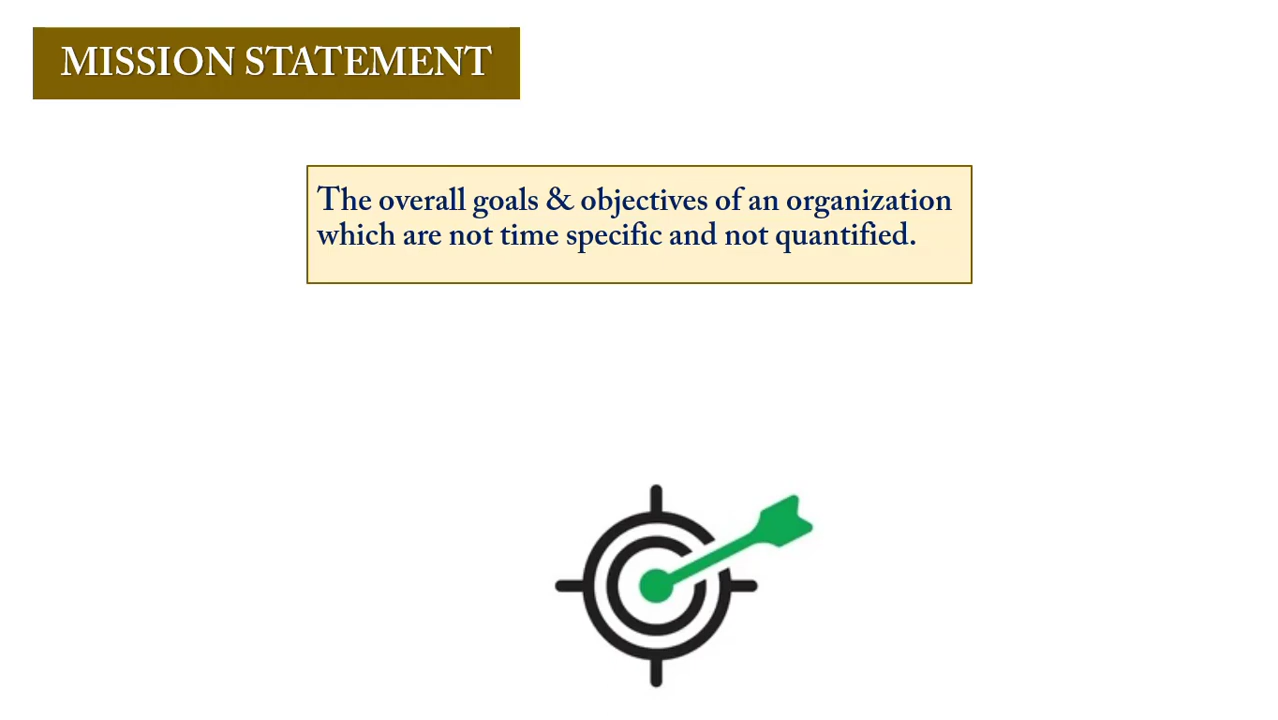 MISSION STATEMENT
The overall goals & objectives of an organization
which are not time specific and not quantified.